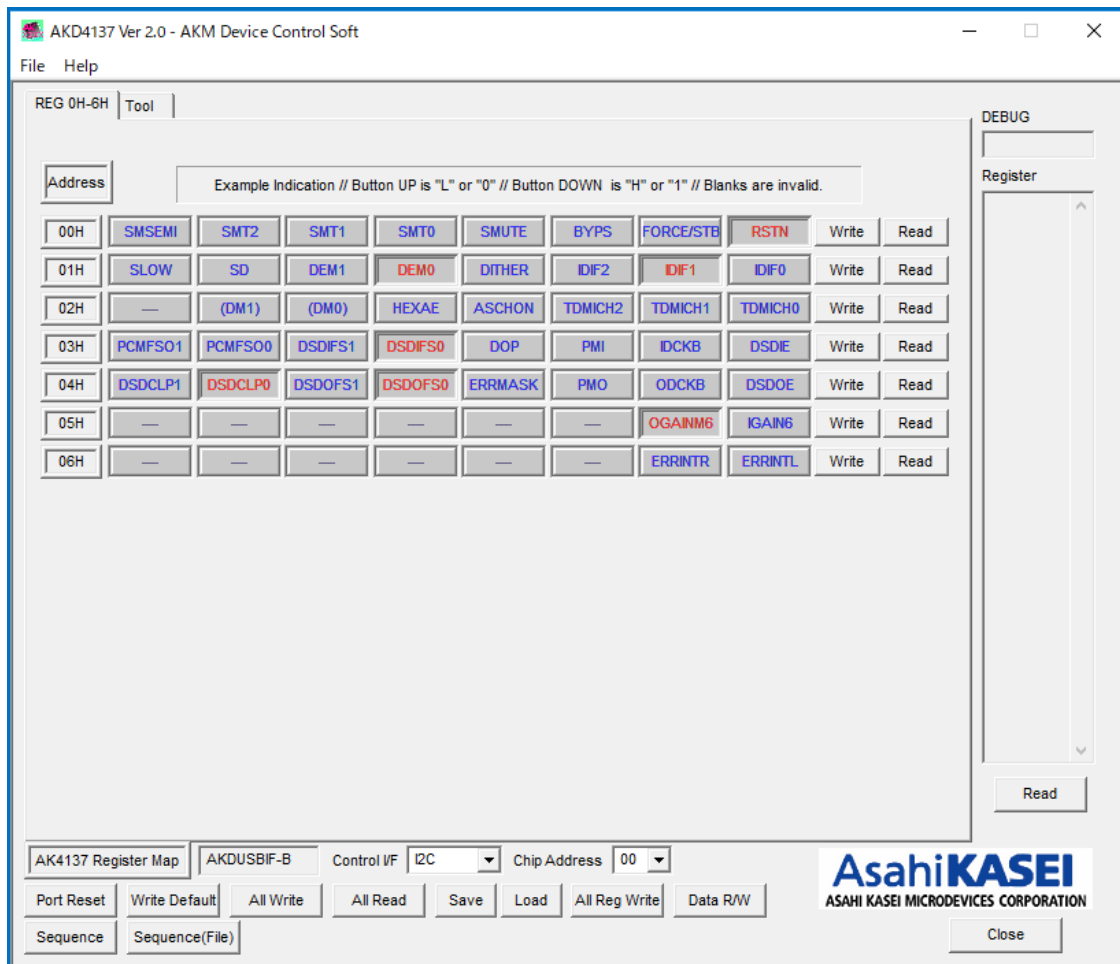 AKD4137 Ver 2.0 - AKM Device Control Soft
File Help
REG 0H-6H Tool
DEBUG
Address
Example Indication // Button UP is "L" or "0" // Button DOWN is "H" or "1" // Blanks are invalid.
Register
00H SMSEMI SMT2 SMT1 SMT0 SMUTE BYPS FORCE/STB RSTN Write Read
01H SLOW SD DEM1 DEM0 DITHER IDIF2 IDIF1 IDIF0 Write Read
02H — (DM1) (DM0) HEXAE ASCHON TDMICH2 TDMICH1 TDMICH0 Write Read
03H PCMFSO1 PCMFSO0 DSDIFS1 DSDIFS0 DOP PMI IDCKB DSDIE Write Read
04H DSDCLP1 DSDCLP0 DSDOFS1 DSDOFS0 ERRMASK PMO ODCKB DSDOE Write Read
05H — — — — — — OGAINM6 IGAIN6 Write Read
06H — — — — — — ERRINTR ERRINTL Write Read
Read
AK4137 Register Map AKDUSBIF-B Control I/F I2C Chip Address 00
AsahiKASEI
ASAHI KASEI MICRODEVICES CORPORATION
Port Reset Write Default All Write All Read Save Load All Reg Write Data R/W
Sequence Sequence(File) Close